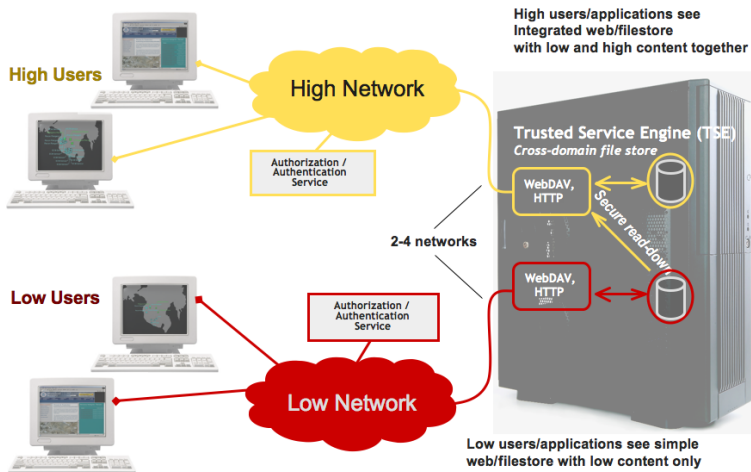 High users/applications see
Integrated web/filestore
with low and high content together
High Users
High Network
Trusted Service Engine (TSE)
Cross-domain file store
Authorization /
Authentication
Service
WebDAV,
HTTP
Secure read-down
2-4 networks
WebDAV,
HTTP
Low Users
Authorization /
Authentication
Service
Low Network
Low users/applications see simple
web/filestore with low content only